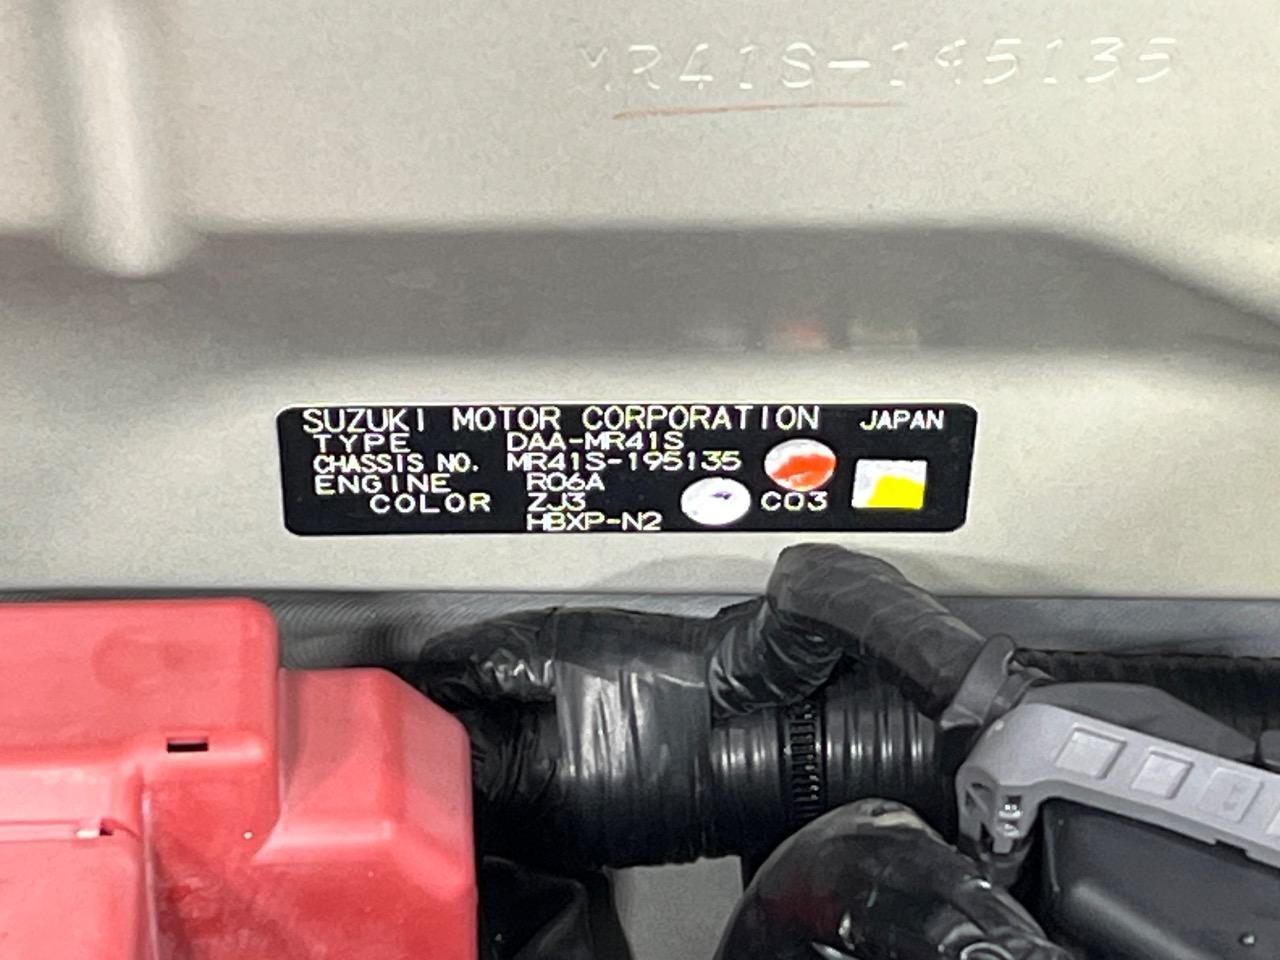 MR41S-195135
SUZUKI MOTOR CORPORATION JAPAN
TYPE DAA-MR41S
CHASSIS NO. MR41S-195135
ENGINE R06A
COLOR ZJ3 C03
HBXP-N2